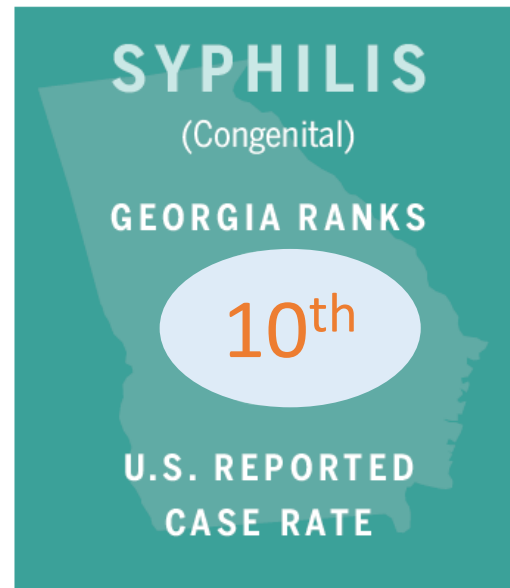 SYPHILIS
(Congenital)
GEORGIA RANKS
10th
U.S. REPORTED
CASE RATE